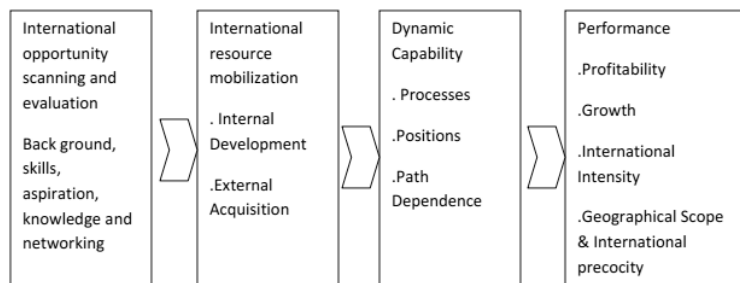 International
opportunity
scanning and
evaluation
Back ground,
skills,
aspiration,
knowledge and
networking
International
resource
mobilization
. Internal
Development
.External
Acquisition
Dynamic
Capability
. Processes
.Positions
.Path
Dependence
Performance
.Profitability
.Growth
.International
Intensity
.Geographical Scope
& International
precocity